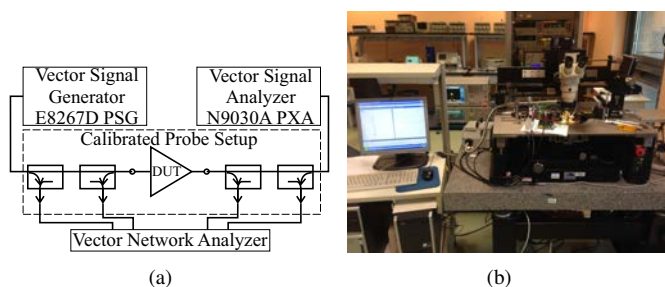 Vector Signal
Generator
E8267D PSG
Vector Signal
Analyzer
N9030A PXA
Calibrated Probe Setup
DUT
Vector Network Analyzer
(a)
(b)